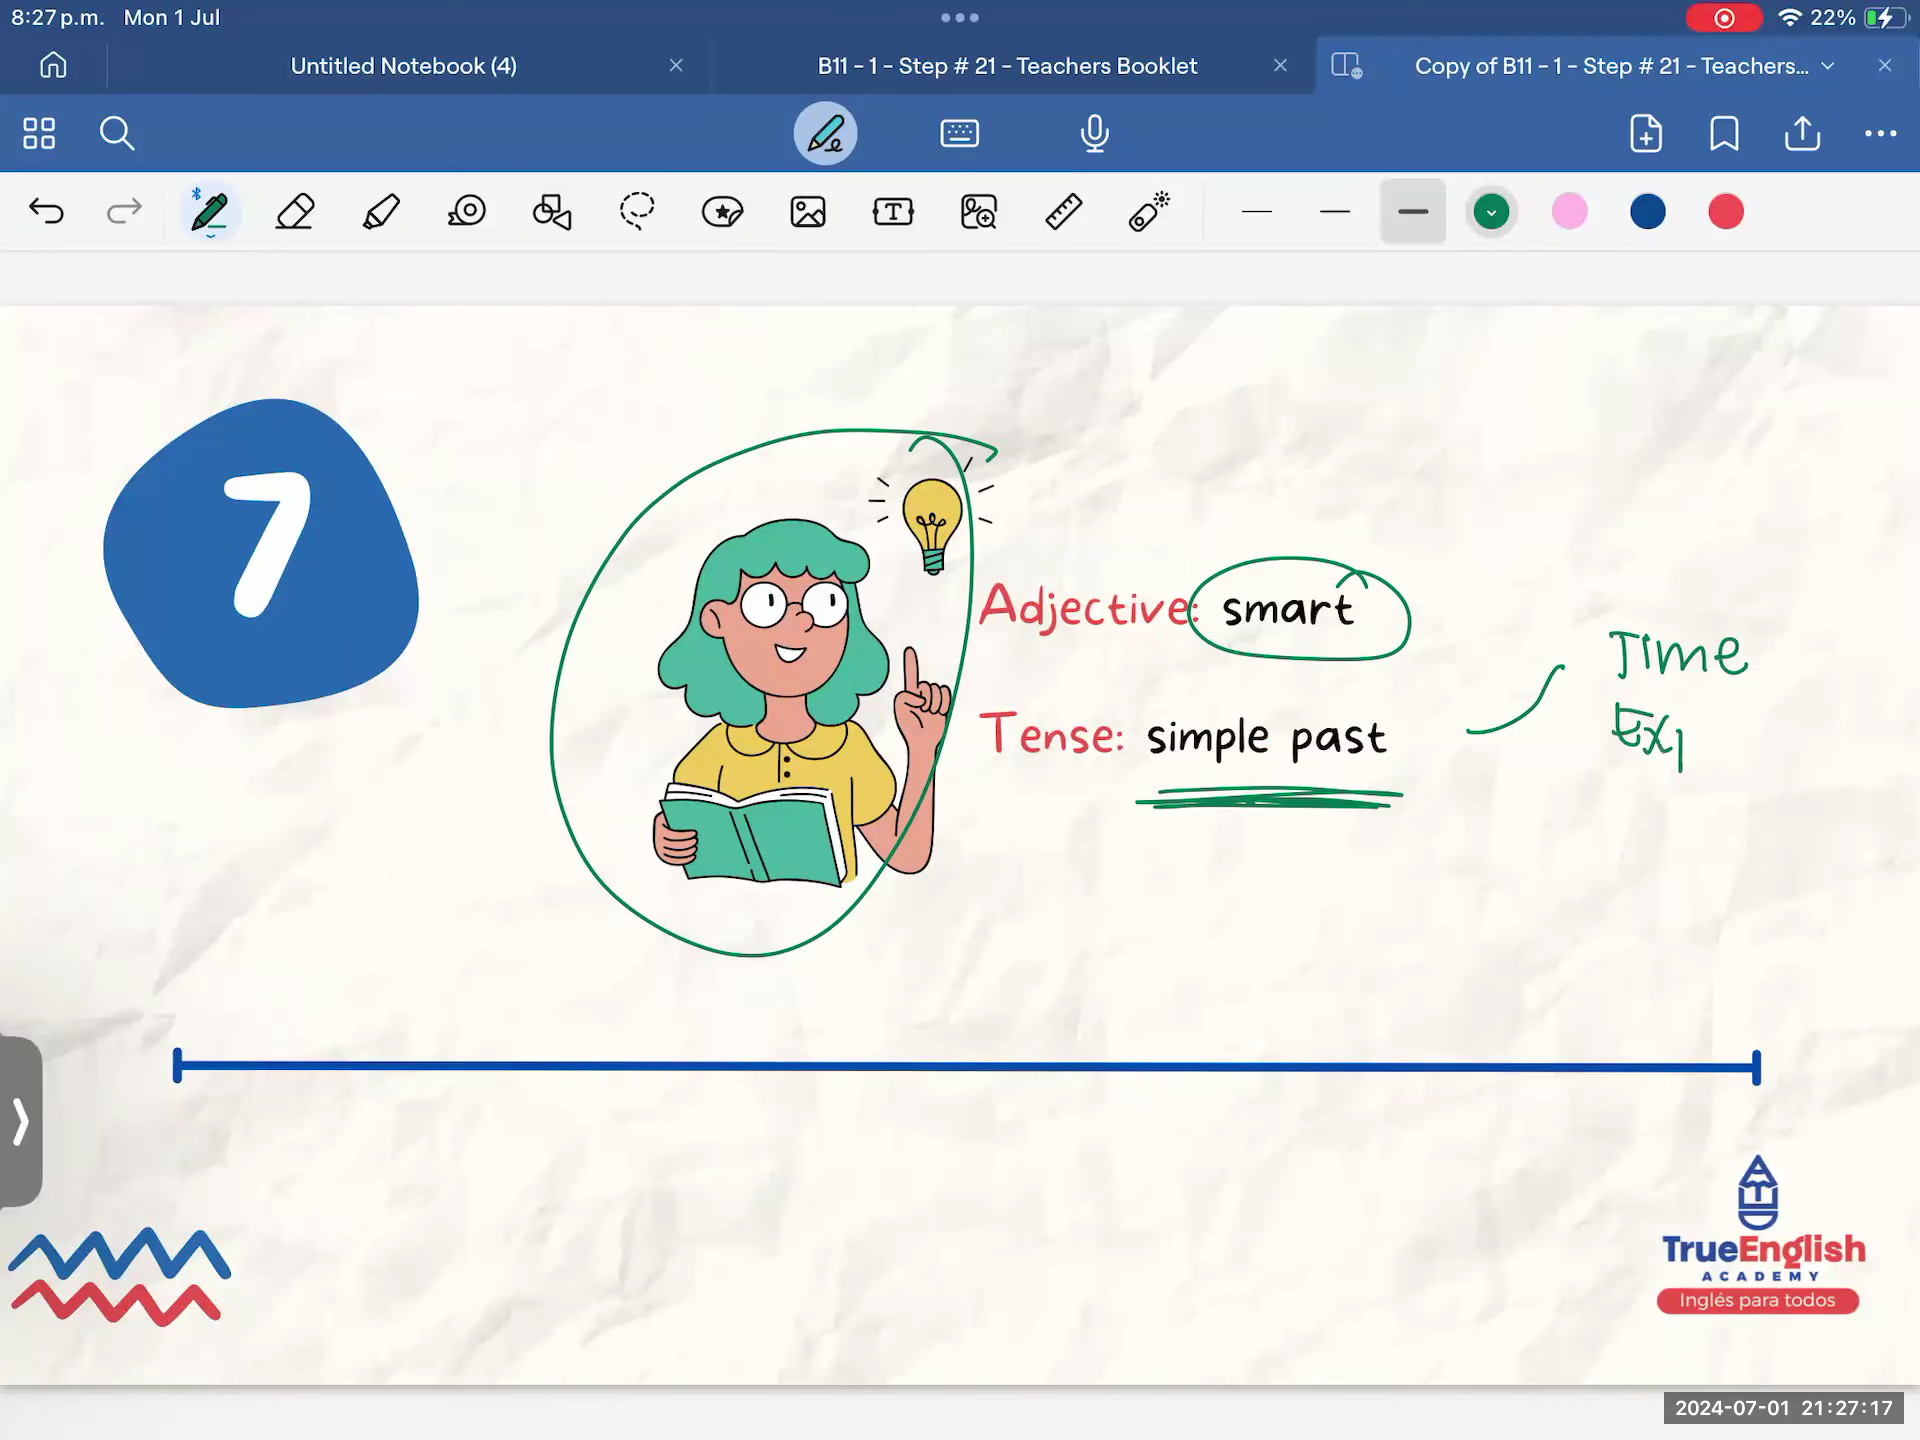 8:27 p.m. Mon 1 Jul
22%
Untitled Notebook (4)
B11 - 1 - Step # 21 - Teachers Booklet
Copy of B11 - 1 - Step # 21 - Teachers...
7
Adjective: smart
Tense: simple past
Time
Exp
TrueEnglish
ACADEMY
Inglés para todos
2024-07-01 21:27:17